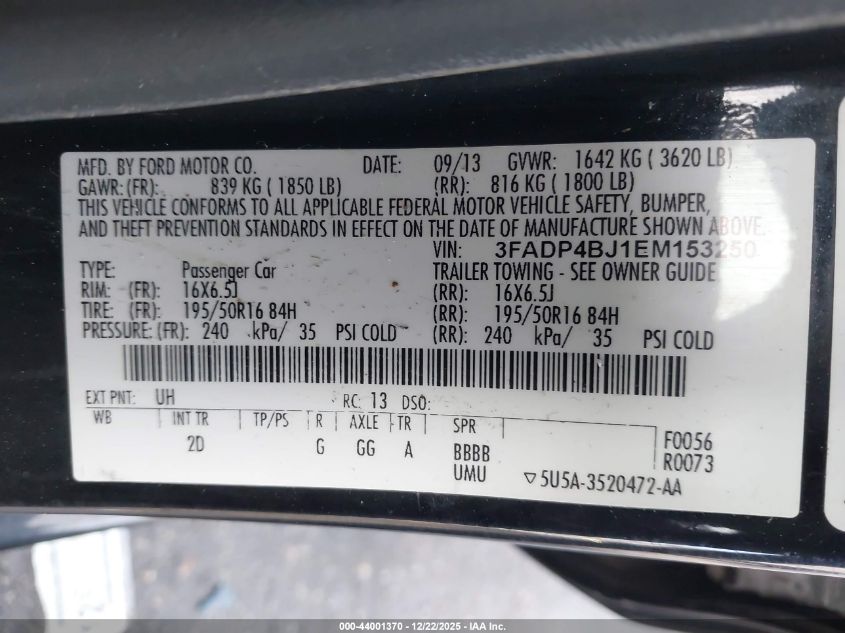 MFD. BY FORD MOTOR CO. DATE: 09/13 GVWR: 1642 KG ( 3620 LB)
GAWR: (FR): 839 KG ( 1850 LB) (RR): 816 KG ( 1800 LB)
THIS VEHICLE CONFORMS TO ALL APPLICABLE FEDERAL MOTOR VEHICLE SAFETY, BUMPER,
AND THEFT PREVENTION STANDARDS IN EFFECT ON THE DATE OF MANUFACTURE SHOWN ABOVE.
VIN: 3FADP4BJ1EM153250
TYPE: Passenger Car TRAILER TOWING - SEE OWNER GUIDE
RIM: (FR): 16X6.5J (RR): 16X6.5J
TIRE: (FR): 195/50R16 84H (RR): 195/50R16 84H
PRESSURE: (FR): 240 kPa/ 35 PSI COLD (RR): 240 kPa/ 35 PSI COLD
EXT PNT: UH RC: 13 DSO:
WB INT TR TP/PS R AXLE TR SPR
2D G GG A BBBB F0056
UMU R0073
▽5U5A-3520472-AA
000-44001370 - 12/22/2025 - IAA Inc.